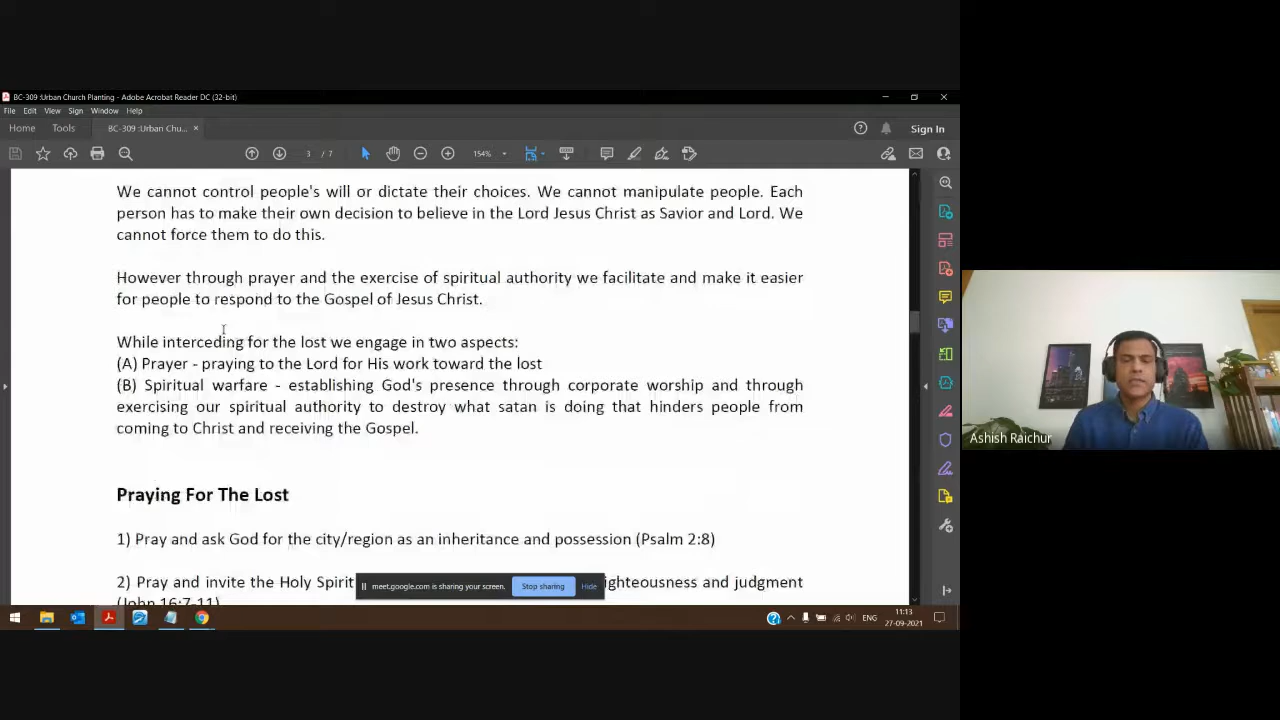 BC-309 :Urban Church Planting - Adobe Acrobat Reader DC (32-bit)
File Edit View Sign Window Help
Home Tools BC-309 :Urban Chu... × Sign In
3 / 7 154%
We cannot control people's will or dictate their choices. We cannot manipulate people. Each
person has to make their own decision to believe in the Lord Jesus Christ as Savior and Lord. We
cannot force them to do this.
However through prayer and the exercise of spiritual authority we facilitate and make it easier
for people to respond to the Gospel of Jesus Christ.
While interceding for the lost we engage in two aspects:
(A) Prayer - praying to the Lord for His work toward the lost
(B) Spiritual warfare - establishing God's presence through corporate worship and through
exercising our spiritual authority to destroy what satan is doing that hinders people from
coming to Christ and receiving the Gospel.
Praying For The Lost
1) Pray and ask God for the city/region as an inheritance and possession (Psalm 2:8)
2) Pray and invite the Holy Spirit ighteousness and judgment
(John 16:7-11)
meet.google.com is sharing your screen. Stop sharing Hide
Ashish Raichur
ENG
11:13
27-09-2021